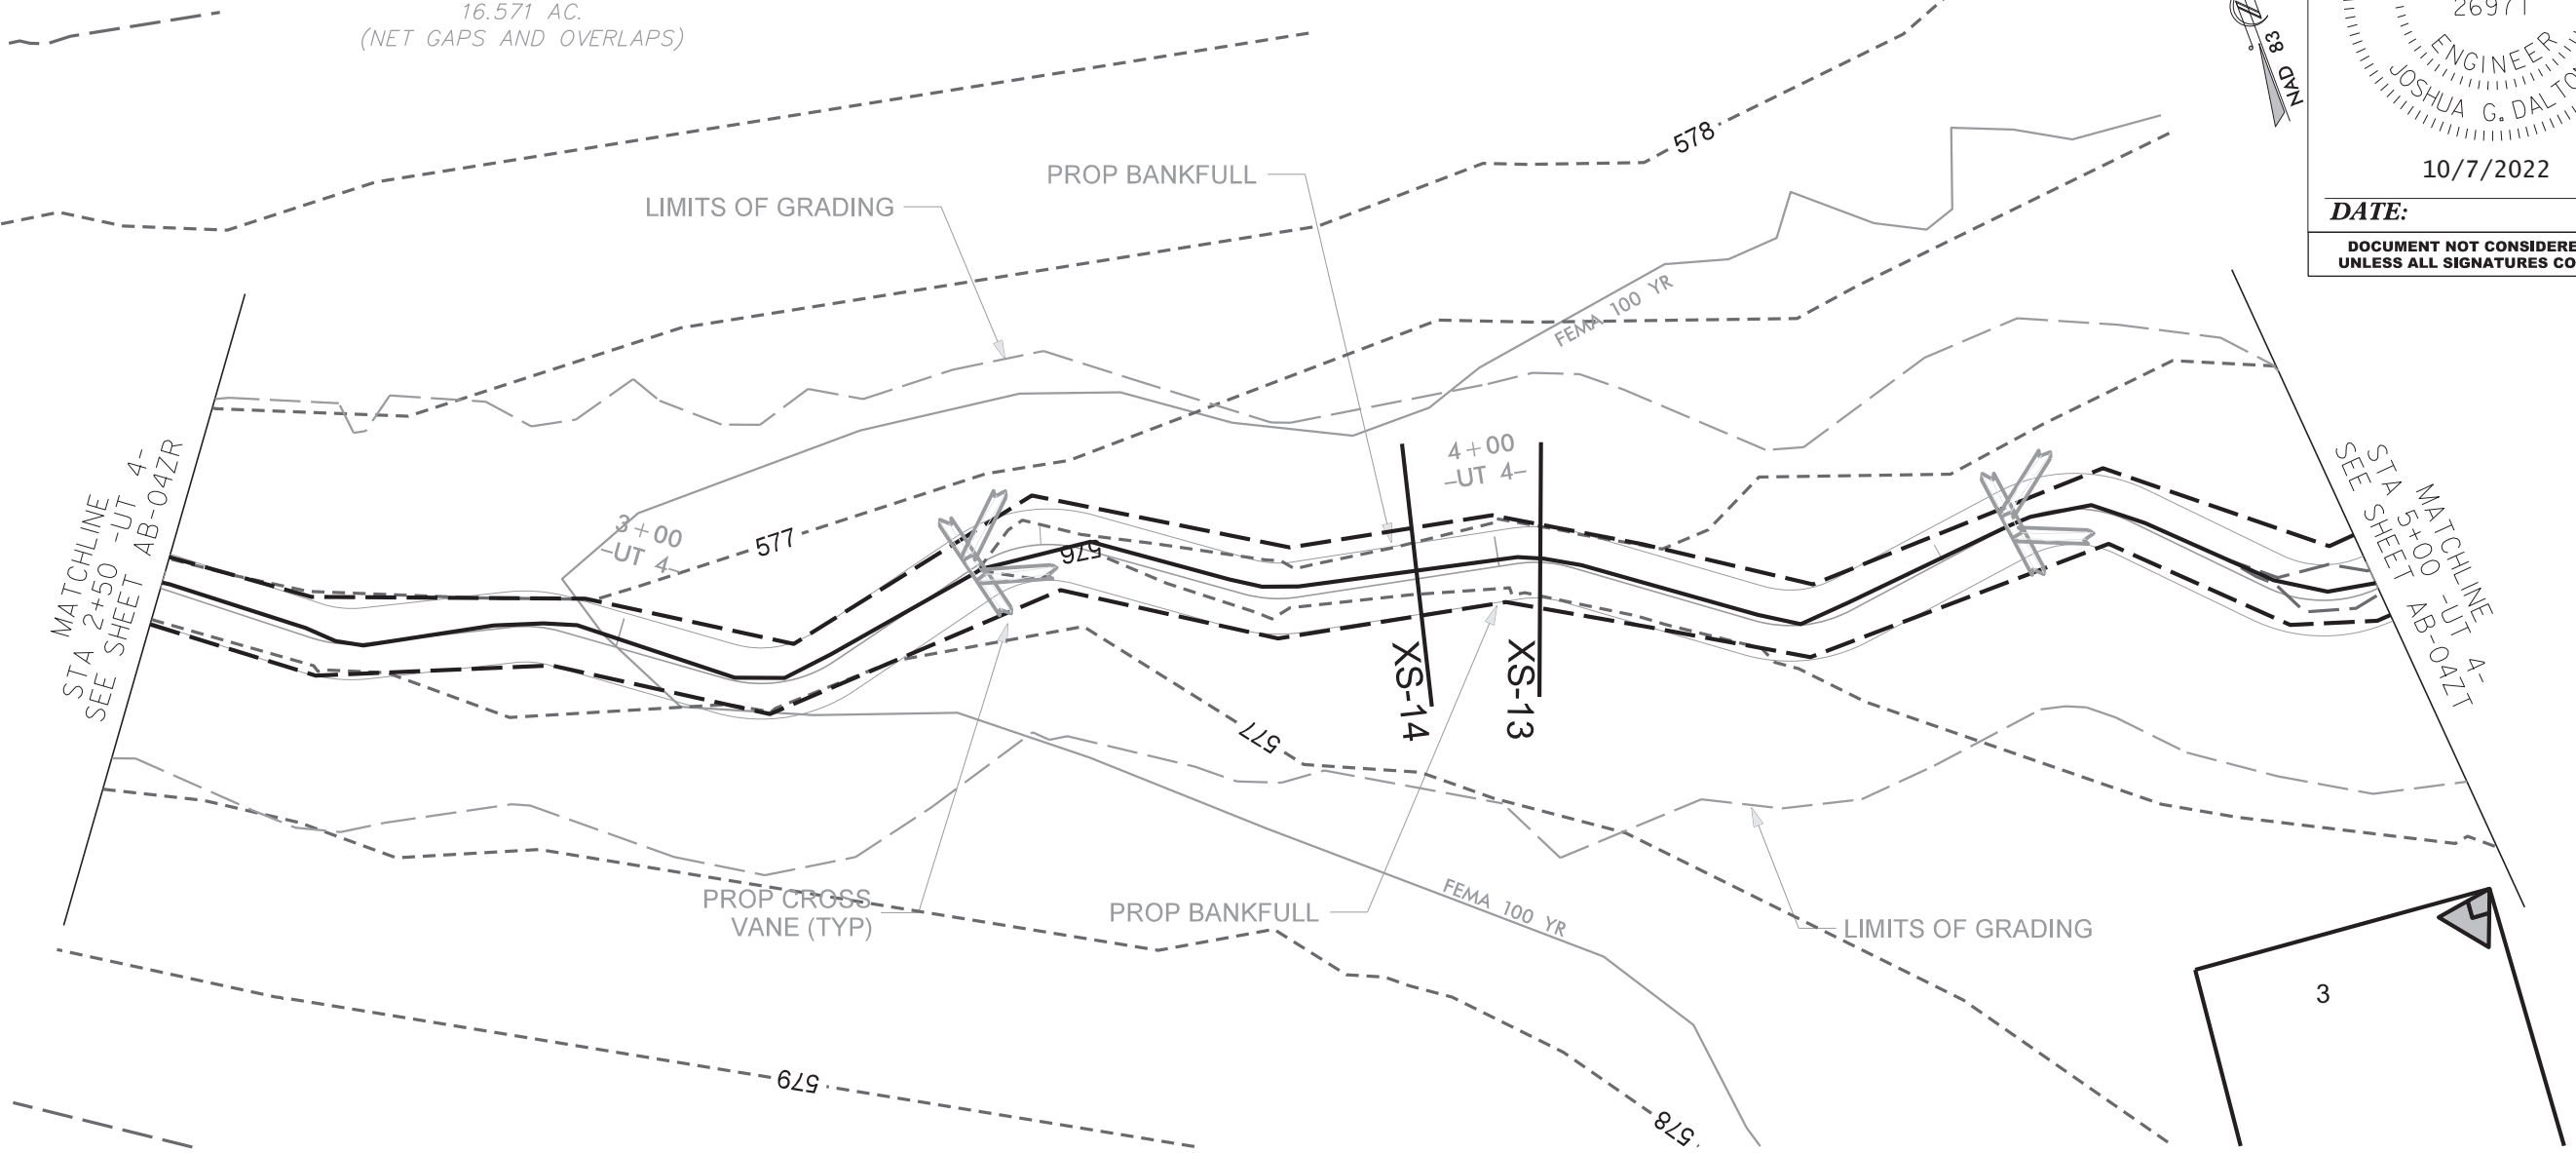 16.571 AC.
(NET GAPS AND OVERLAPS)
NAD 83
26971
ENGINEER
JOSHUA G. DALTO
10/7/2022
DATE:
DOCUMENT NOT CONSIDERE
UNLESS ALL SIGNATURES CO
578
PROP BANKFULL
LIMITS OF GRADING
FEMA 100 YR
MATCHLINE
STA 2+50 -UT 4-
SEE SHEET AB-04ZR
3+00
-UT 4-
577
576
4+00
-UT 4-
XS-14
XS-13
MATCHLINE
STA 5+00 -UT 4-
SEE SHEET AB-04ZT
577
PROP CROSS
VANE (TYP)
PROP BANKFULL
FEMA 100 YR
LIMITS OF GRADING
3
579
578